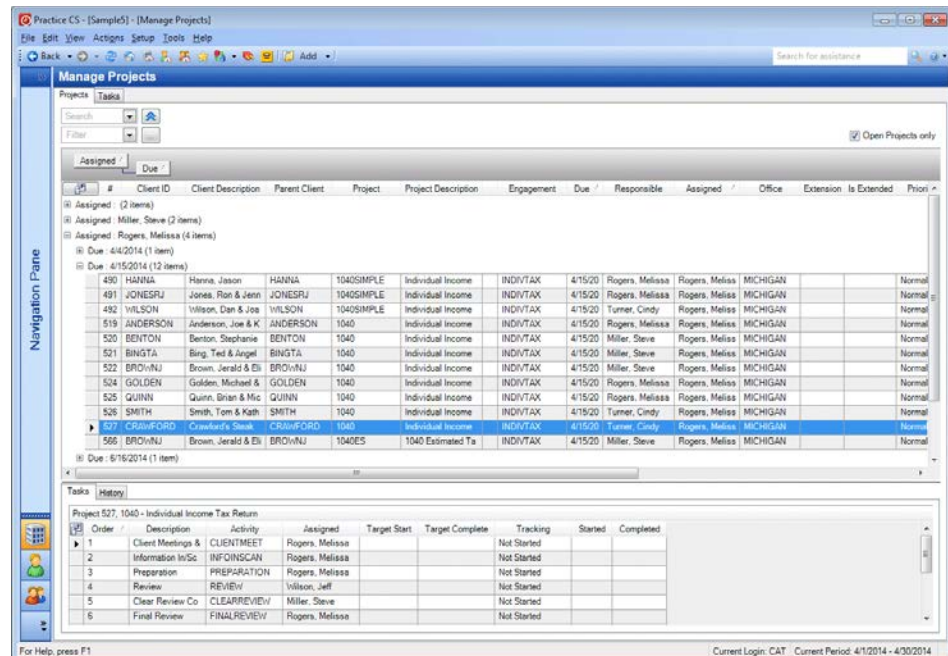 Practice CS - [Sample5] - [Manage Projects]
File Edit View Actions Setup Tools Help
Back Add Search for assistance
Manage Projects
Projects Tasks
Search
Filter Open Projects only
Assigned
Due
# Client ID Client Description Parent Client Project Project Description Engagement Due Responsible Assigned Office Extension Is Extended Priori
Assigned : (2 items)
Assigned : Miller, Steve (2 items)
Assigned : Rogers, Melissa (4 items)
Due : 4/4/2014 (1 item)
Due : 4/15/2014 (12 items)
490 HANNA Hanna, Jason HANNA 1040SIMPLE Individual Income INDIVTAX 4/15/20 Rogers, Melissa Rogers, Meliss MICHIGAN Normal
491 JONESRJ Jones, Ron & Jenn JONESRJ 1040SIMPLE Individual Income INDIVTAX 4/15/20 Rogers, Melissa Rogers, Meliss MICHIGAN Normal
492 WILSON Wilson, Dan & Joa WILSON 1040SIMPLE Individual Income INDIVTAX 4/15/20 Turner, Cindy Rogers, Meliss MICHIGAN Normal
519 ANDERSON Anderson, Joe & K ANDERSON 1040 Individual Income INDIVTAX 4/15/20 Rogers, Melissa Rogers, Meliss MICHIGAN Normal
520 BENTON Benton, Stephanie BENTON 1040 Individual Income INDIVTAX 4/15/20 Miller, Steve Rogers, Meliss MICHIGAN Normal
521 BINGTA Bing, Ted & Angel BINGTA 1040 Individual Income INDIVTAX 4/15/20 Miller, Steve Rogers, Meliss MICHIGAN Normal
522 BROWNJ Brown, Jerald & Eli BROWNJ 1040 Individual Income INDIVTAX 4/15/20 Miller, Steve Rogers, Meliss MICHIGAN Normal
524 GOLDEN Golden, Michael & GOLDEN 1040 Individual Income INDIVTAX 4/15/20 Rogers, Melissa Rogers, Meliss MICHIGAN Normal
525 QUINN Quinn, Brian & Mic QUINN 1040 Individual Income INDIVTAX 4/15/20 Rogers, Melissa Rogers, Meliss MICHIGAN Normal
526 SMITH Smith, Tom & Kath SMITH 1040 Individual Income INDIVTAX 4/15/20 Turner, Cindy Rogers, Meliss MICHIGAN Normal
527 CRAWFORD Crawford's Steak CRAWFORD 1040 Individual Income INDIVTAX 4/15/20 Turner, Cindy Rogers, Meliss MICHIGAN Normal
566 BROWNJ Brown, Jerald & Eli BROWNJ 1040ES 1040 Estimated Ta INDIVTAX 4/15/20 Miller, Steve Rogers, Meliss MICHIGAN Normal
Due : 6/16/2014 (1 item)
Navigation Pane
Tasks History
Project 527, 1040 - Individual Income Tax Return
Order Description Activity Assigned Target Start Target Complete Tracking Started Completed
1 Client Meetings & CLIENTMEET Rogers, Melissa Not Started
2 Information In/Sc INFOINSCAN Rogers, Melissa Not Started
3 Preparation PREPARATION Rogers, Melissa Not Started
4 Review REVIEW Wilson, Jeff Not Started
5 Clear Review Co CLEARREVIEW Miller, Steve Not Started
6 Final Review FINALREVIEW Rogers, Melissa Not Started
For Help, press F1 Current Login: CAT Current Period: 4/1/2014 - 4/30/2014